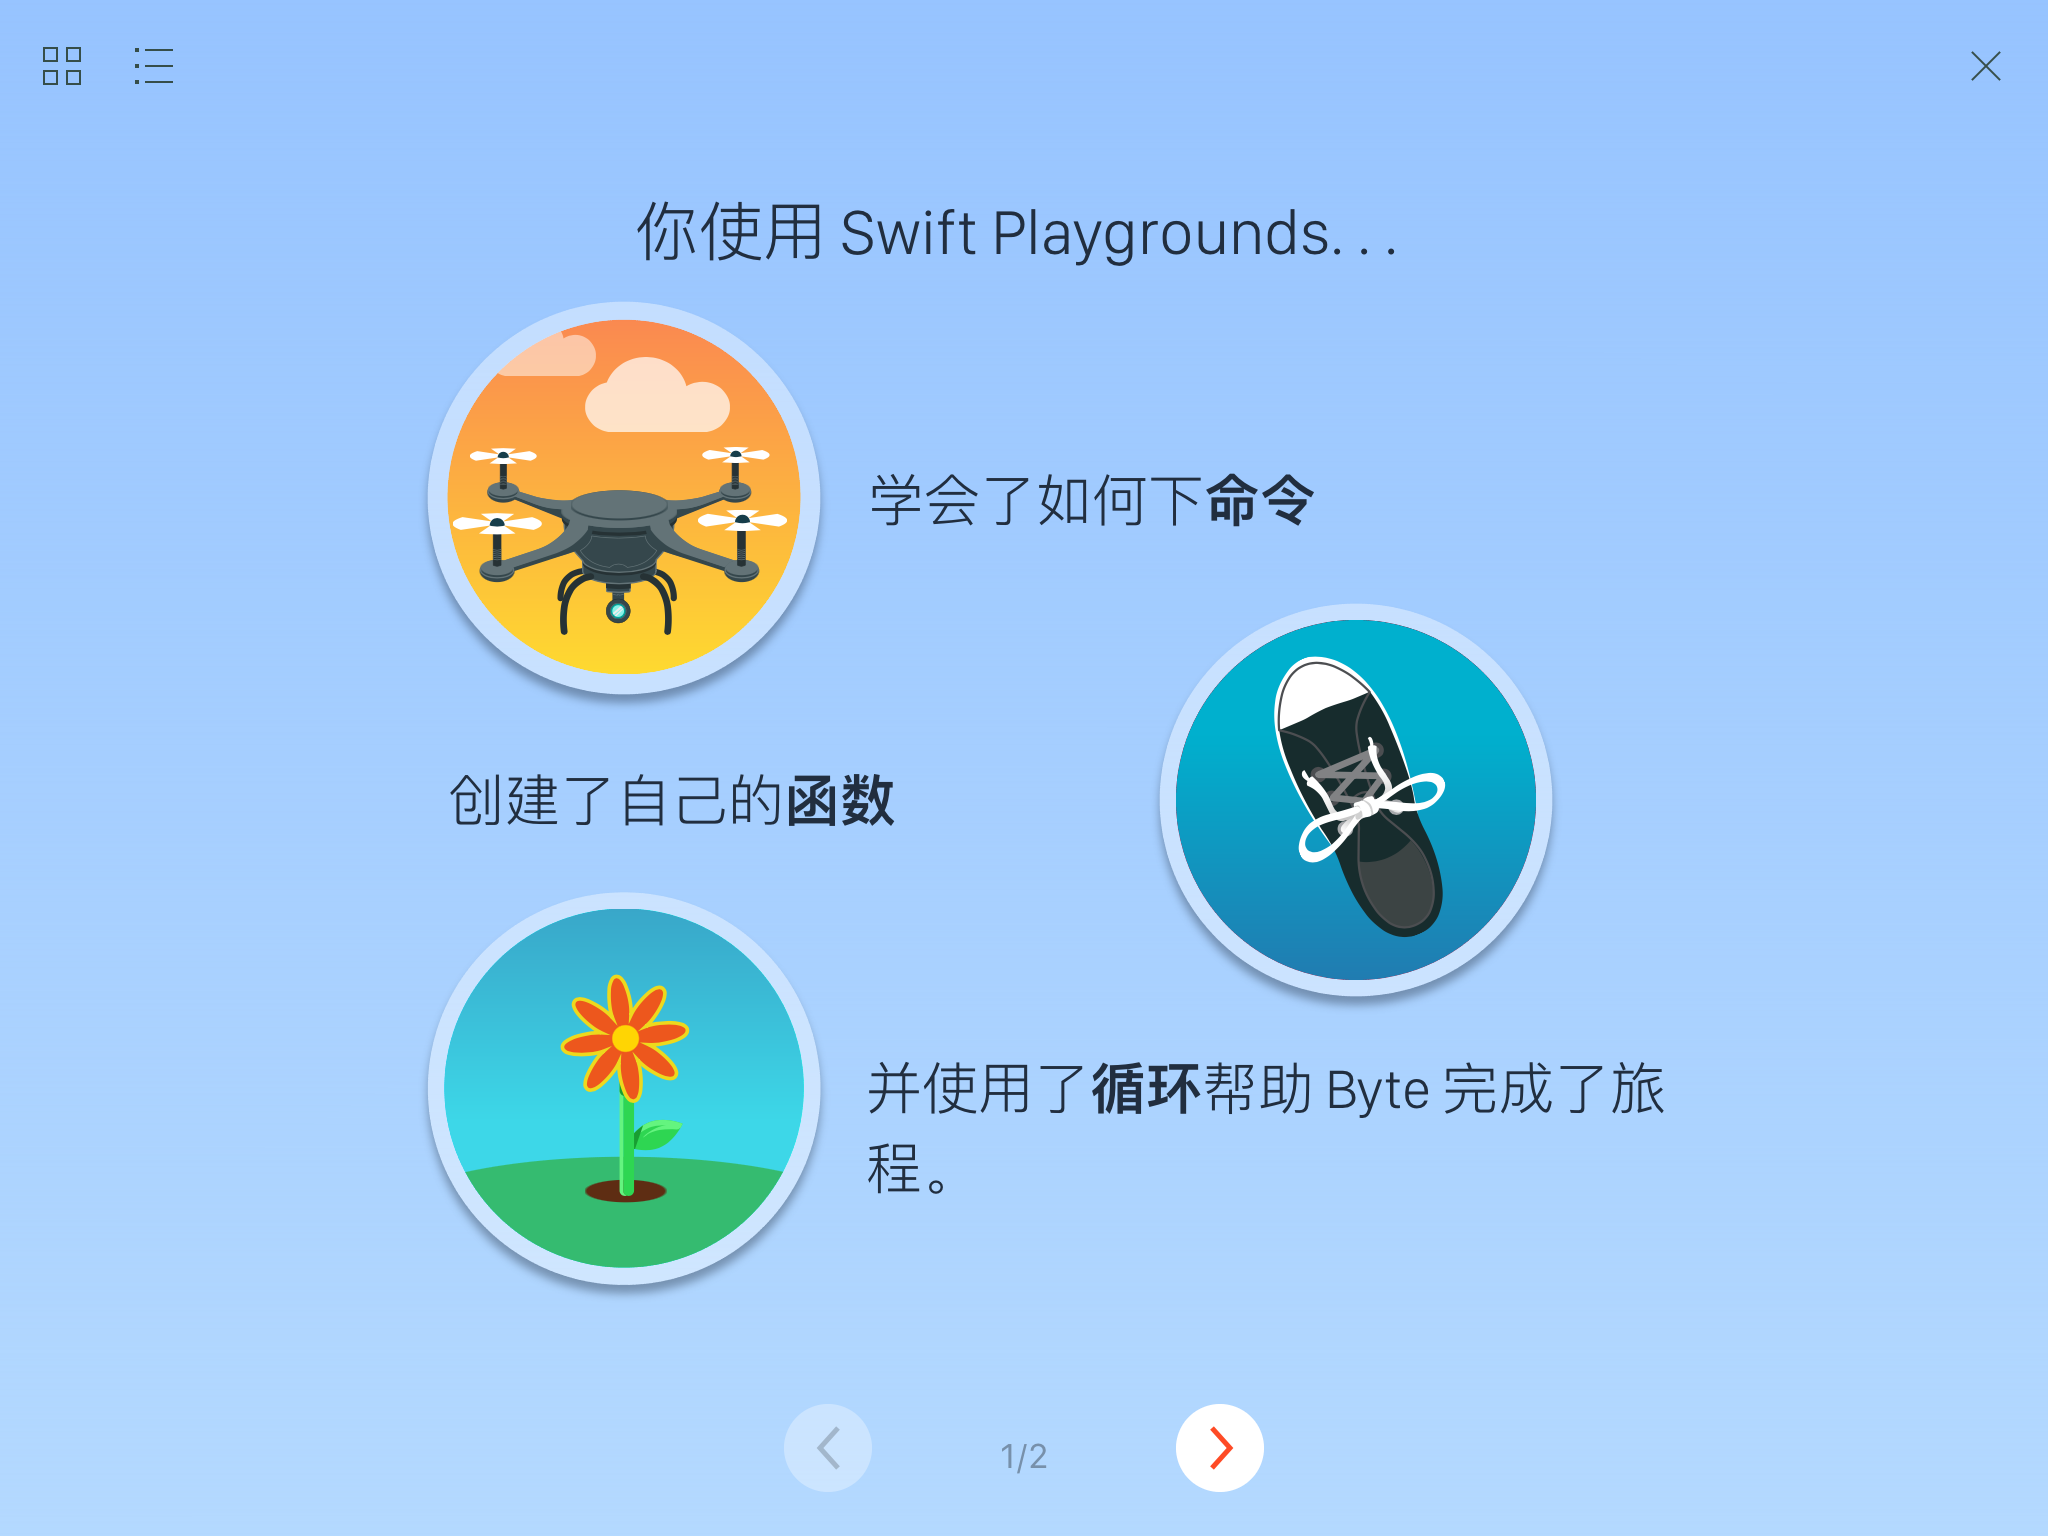 你使用 Swift Playgrounds. . .
学会了如何下命令
创建了自己的函数
并使用了循环帮助 Byte 完成了旅
程。
1/2